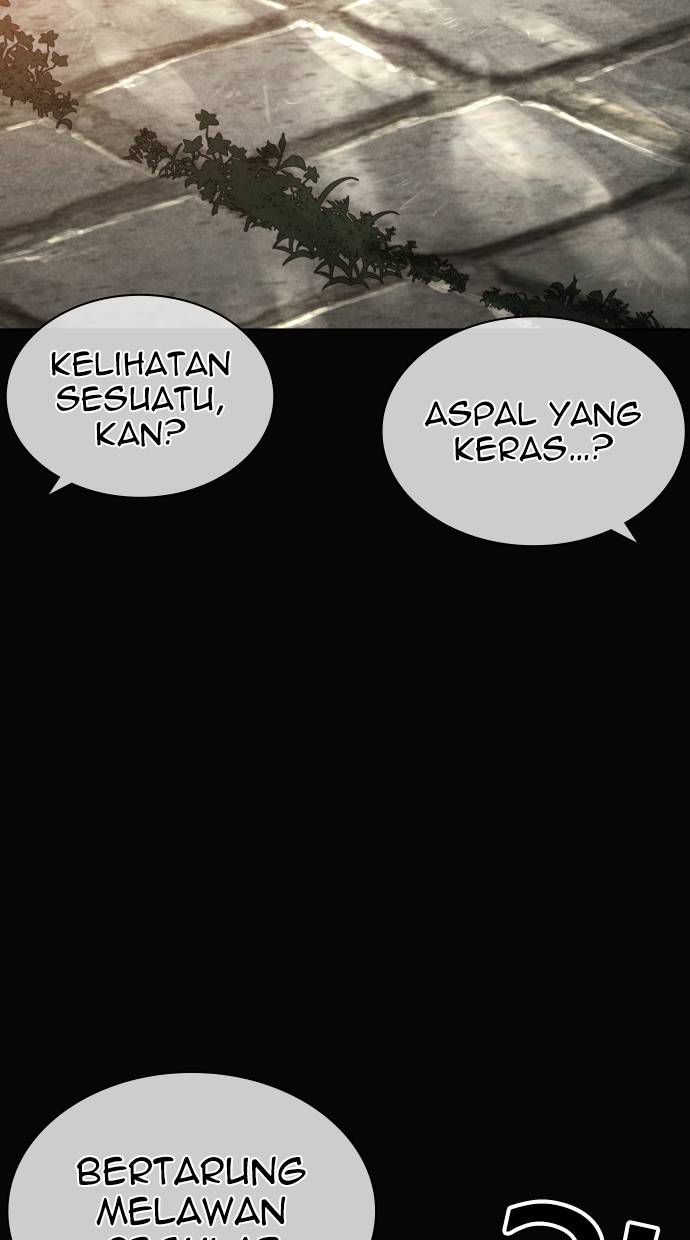 KELIHATAN
SESUATU,
KAN?
ASPAL YANG
KERAS...?
BERTARUNG
MELAWAN